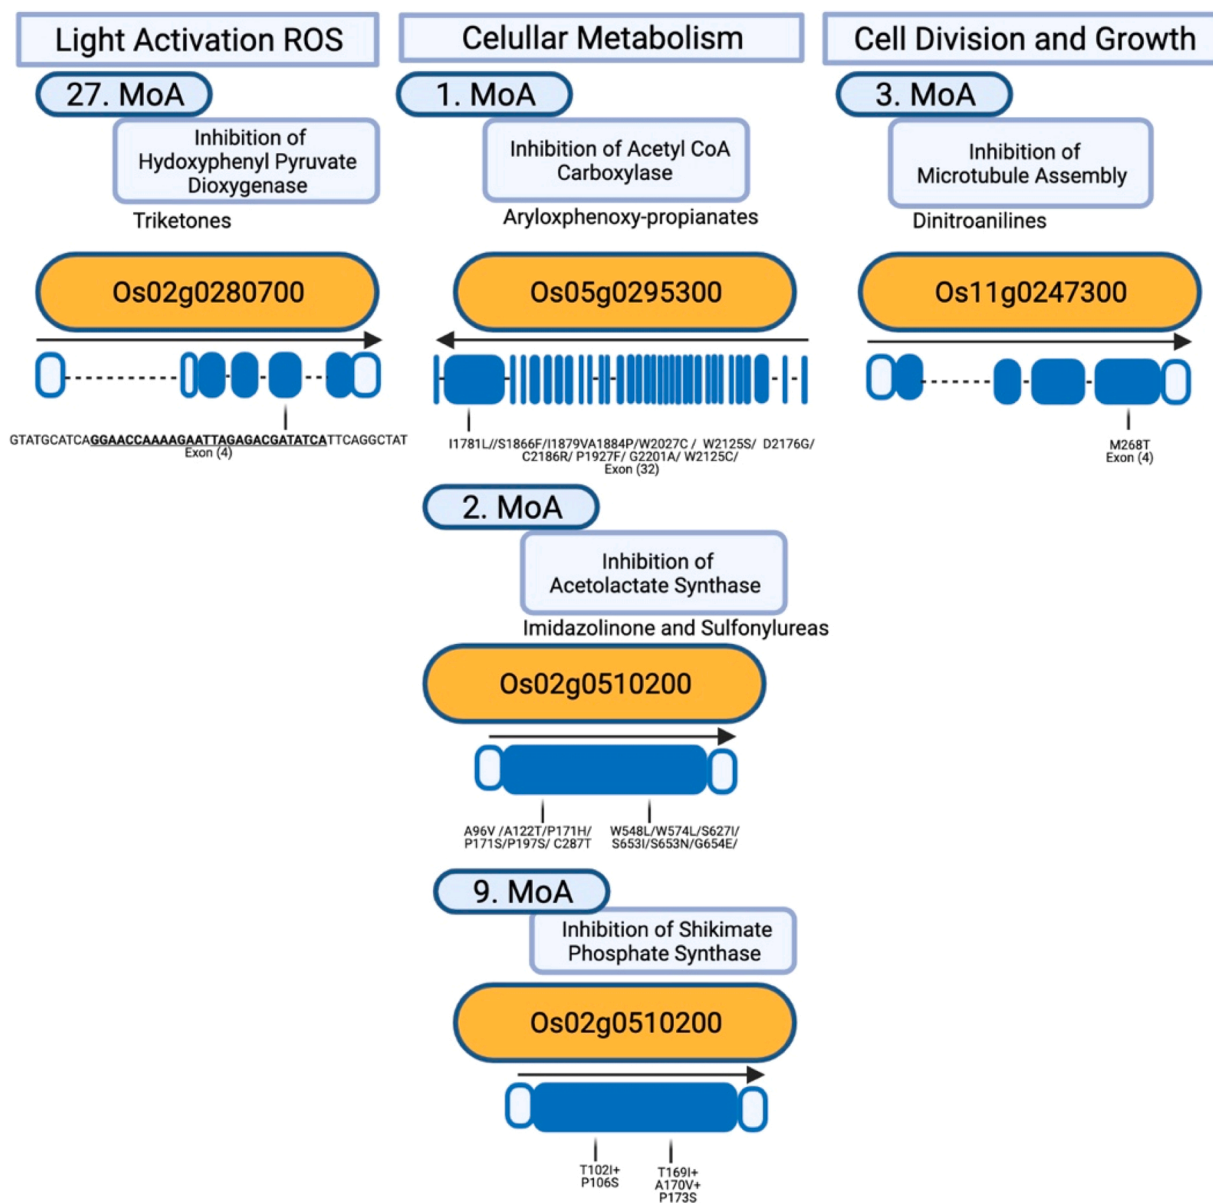 Light Activation ROS
27. MoA
Inhibition of
Hydoxyphenyl Pyruvate
Dioxygenase
Triketones
Os02g0280700
GTATGCATCAGGAACCAAAAGAATTAGAGACGATATCATTCAGGCTAT
Exon (4)
Celullar Metabolism
1. MoA
Inhibition of Acetyl CoA
Carboxylase
Aryloxphenoxy-propianates
Os05g0295300
I1781L//S1866F/I1879VA1884P/W2027C / W2125S/ D2176G/
C2186R/ P1927F/ G2201A/ W2125C/
Exon (32)
2. MoA
Inhibition of
Acetolactate Synthase
Imidazolinone and Sulfonylureas
Os02g0510200
A96V /A122T/P171H/
P171S/P197S/ C287T
W548L/W574L/S627I/
S653I/S653N/G654E/
9. MoA
Inhibition of Shikimate
Phosphate Synthase
Os02g0510200
T102I+
P106S
T169I+
A170V+
P173S
Cell Division and Growth
3. MoA
Inhibition of
Microtubule Assembly
Dinitroanilines
Os11g0247300
M268T
Exon (4)